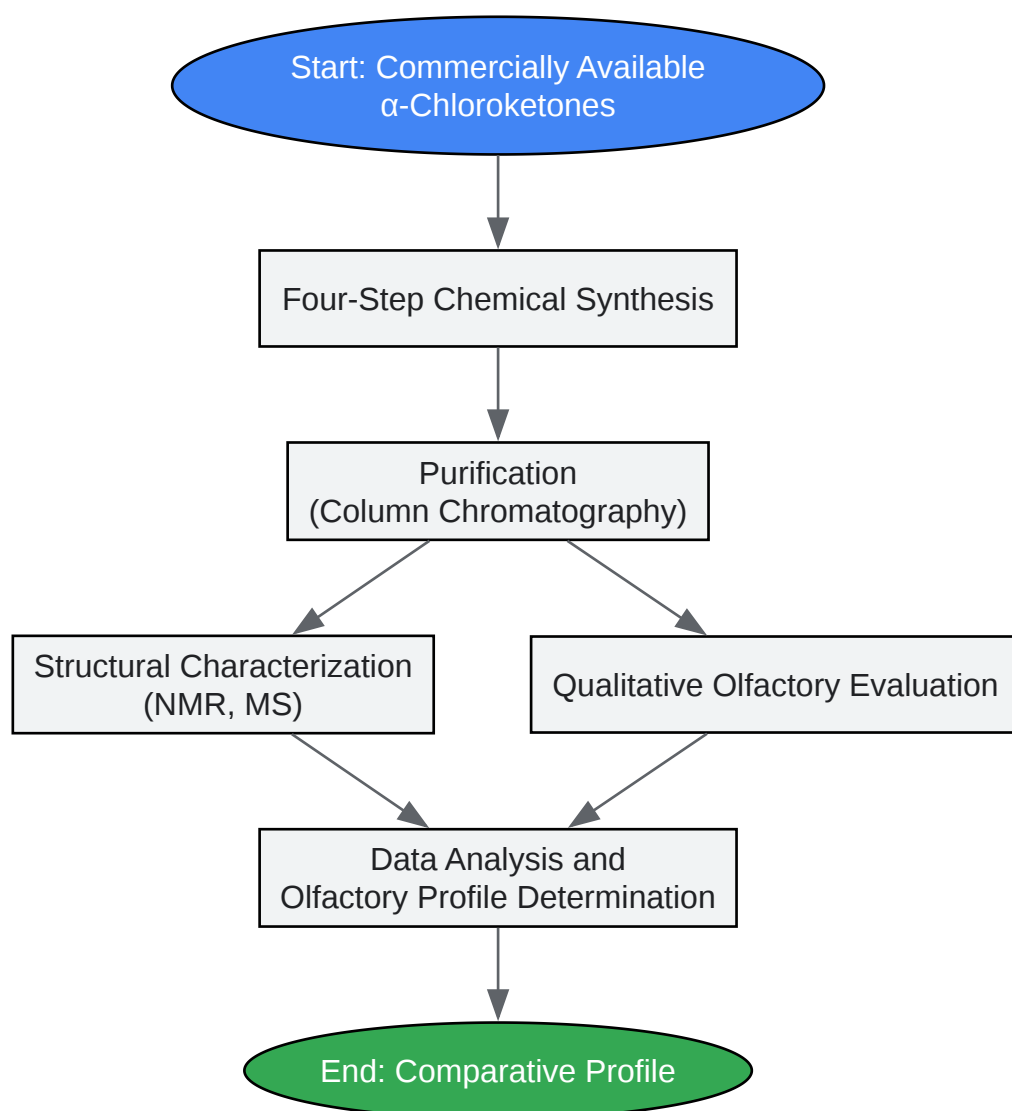 Start: Commercially Available
α-Chloroketones
Four-Step Chemical Synthesis
Purification
(Column Chromatography)
Structural Characterization
(NMR, MS)
Qualitative Olfactory Evaluation
Data Analysis and
Olfactory Profile Determination
End: Comparative Profile